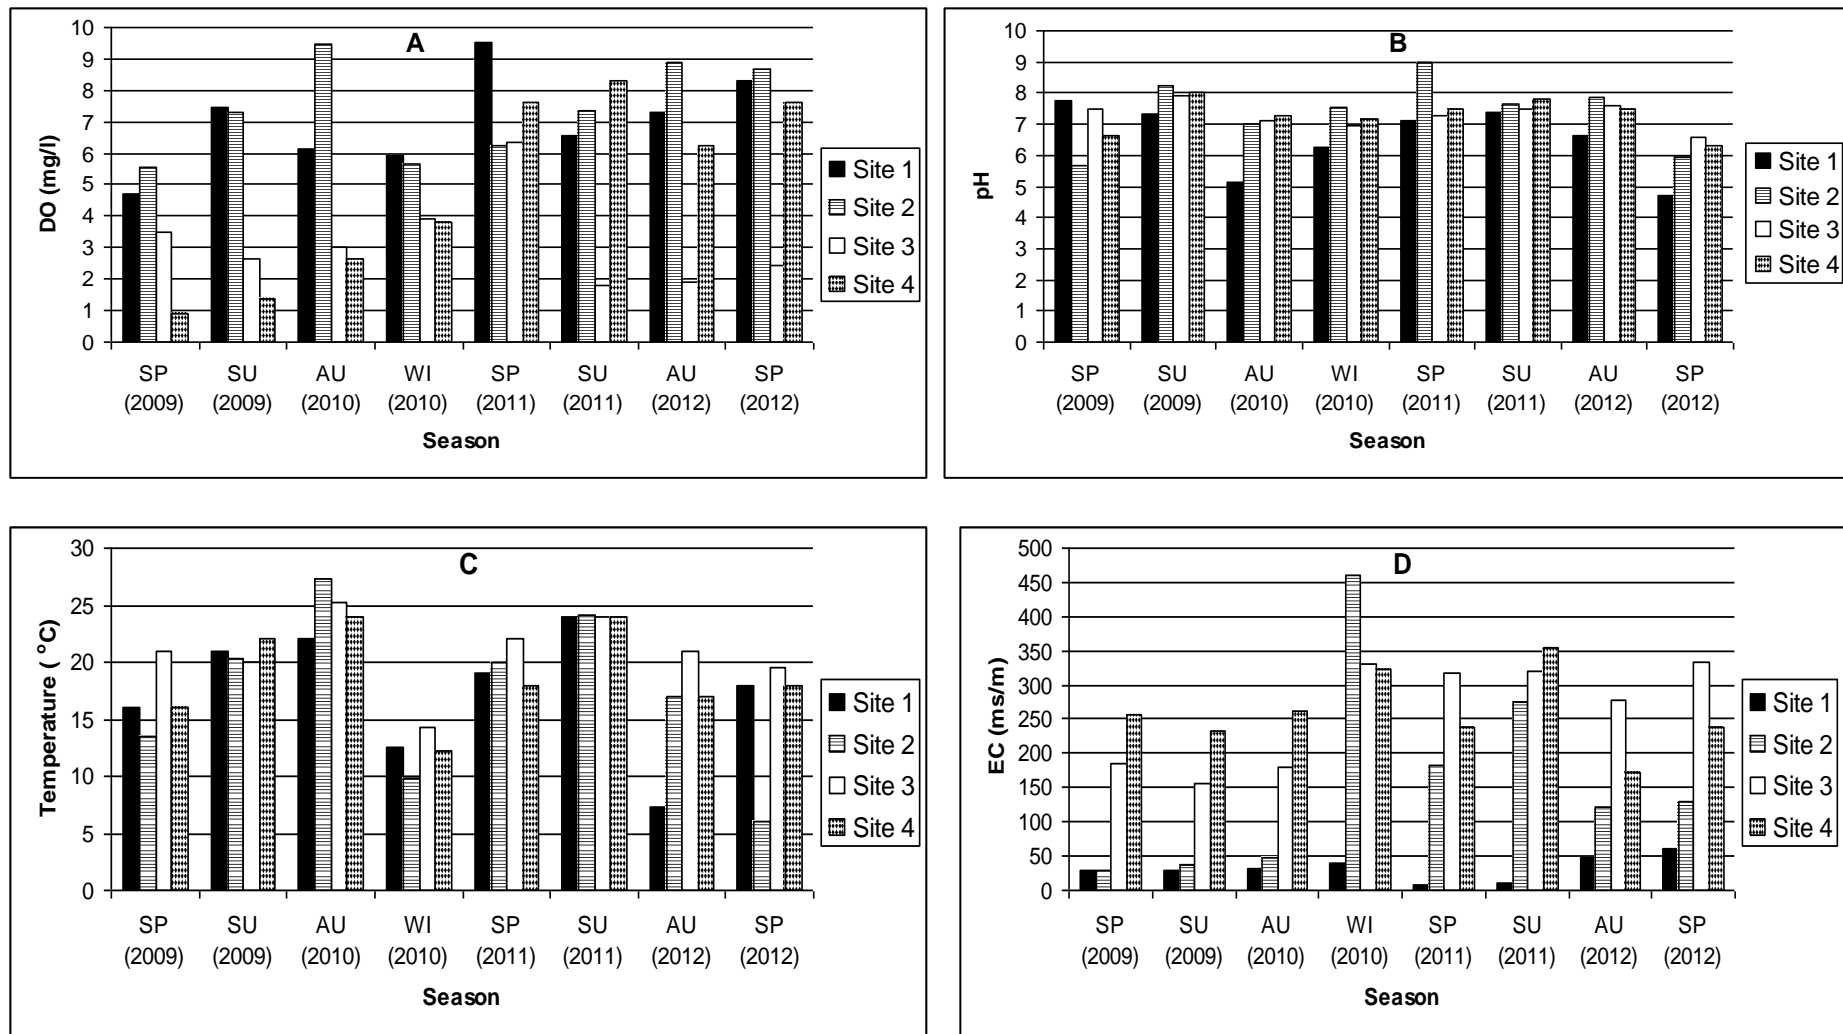 A
DO (mg/l)
10
9
8
7
6
5
4
3
2
1
0
SP SU AU WI SP SU AU SP
(2009) (2009) (2010) (2010) (2011) (2011) (2012) (2012)
Season
Site 1
Site 2
Site 3
Site 4
B
pH
10
9
8
7
6
5
4
3
2
1
0
SP SU AU WI SP SU AU SP
(2009) (2009) (2010) (2010) (2011) (2011) (2012) (2012)
Season
Site 1
Site 2
Site 3
Site 4
C
Temperature ( °C)
30
25
20
15
10
5
0
SP SU AU WI SP SU AU SP
(2009) (2009) (2010) (2010) (2011) (2011) (2012) (2012)
Season
Site 1
Site 2
Site 3
Site 4
D
EC (ms/m)
500
450
400
350
300
250
200
150
100
50
0
SP SU AU WI SP SU AU SP
(2009) (2009) (2010) (2010) (2011) (2011) (2012) (2012)
Season
Site 1
Site 2
Site 3
Site 4